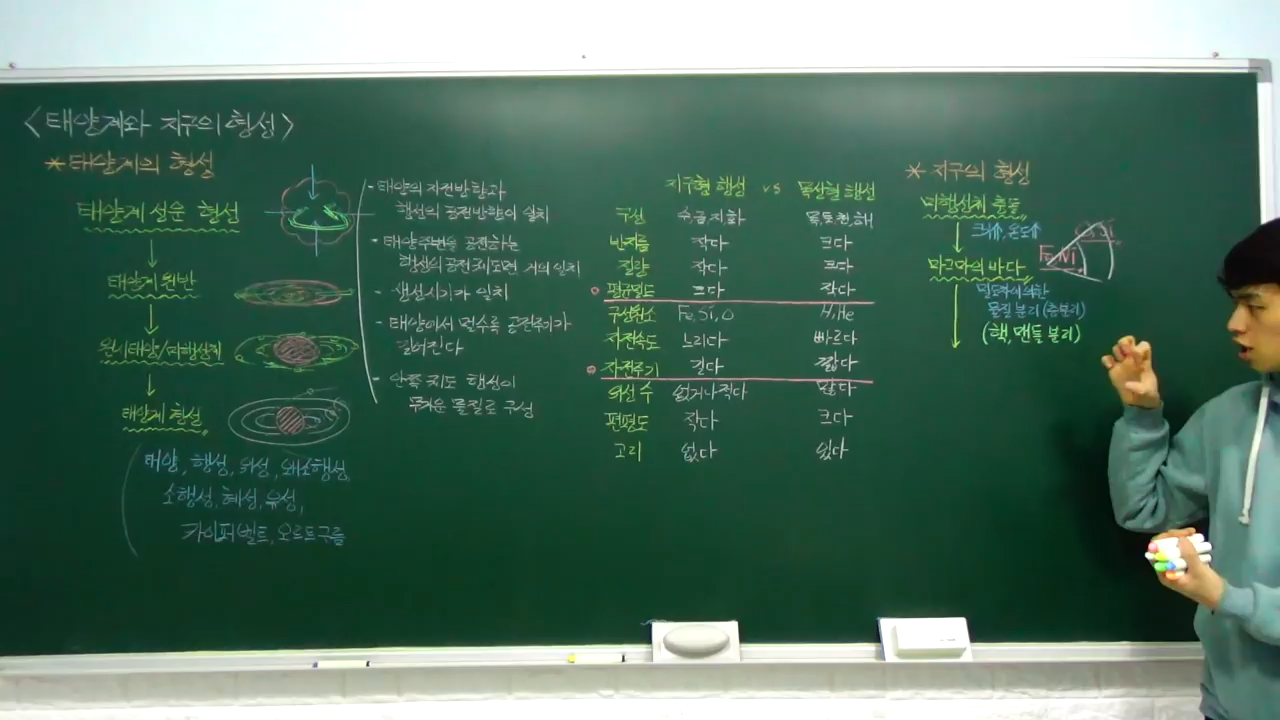 <태양계와 지구의 형성>
*태양계의 형성
태양계 성운 형성
태양계 원반
원시태양/미행성체
태양계 형성
태양, 행성, 위성, 왜소행성,
소행성, 혜성, 유성,
카이퍼벨트, 오르트구름
- 태양의 자전방향과
행성의 공전방향이 일치
- 태양주변을 공전하는
행성의 공전궤도면 거의 일치
- 생성시기가 일치
- 태양에서 멀수록 공전주기가
길어진다
- 안쪽 궤도 행성이
무거운 물질로 구성
지구형 행성 vs 목성형 행성
구성 수,금,지,화 목,토,천,해
반지름 작다 크다
질량 작다 크다
평균밀도 크다 작다
구성원소 Fe, Si, O H, He
자전속도 느리다 빠르다
자전주기 길다 짧다
위성 수 없거나 적다 많다
편평도 작다 크다
고리 없다 있다
* 지구의 형성
미행성체 충돌
크기↑, 온도↑
마그마의 바다
밀도차에 의한
물질 분리 (층분리)
(핵, 맨틀 분리)
O, Si
Fe, Ni